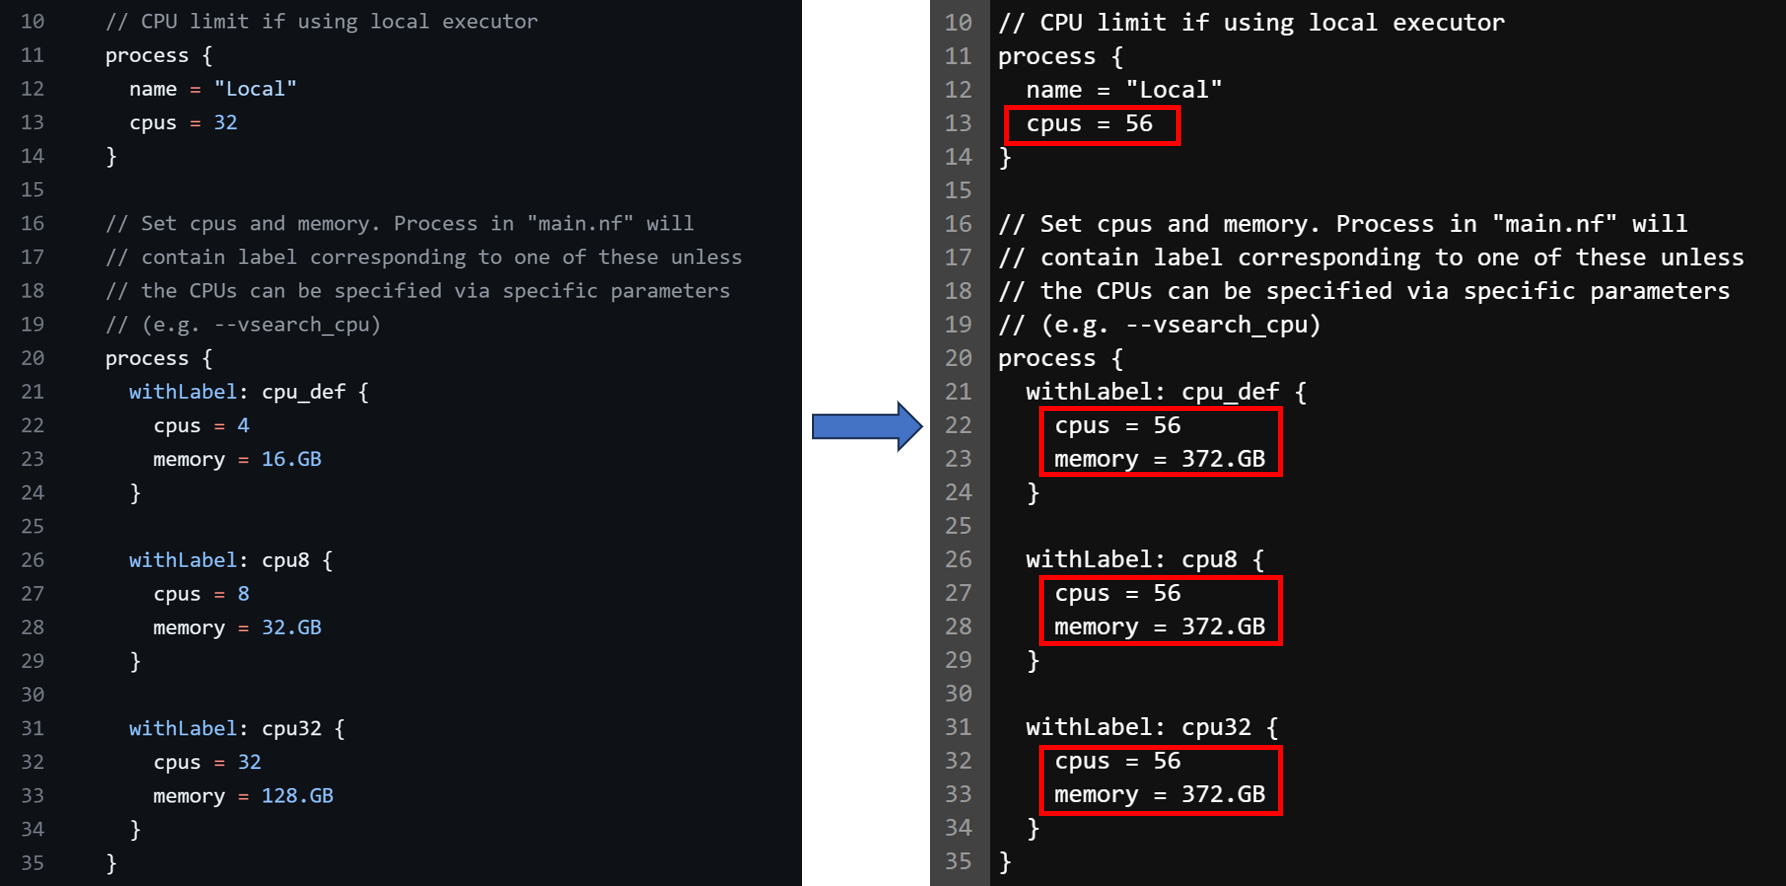 10 // CPU limit if using local executor
11 process {
12 name = "Local"
13 cpus = 32
14 }
15
16 // Set cpus and memory. Process in "main.nf" will
17 // contain label corresponding to one of these unless
18 // the CPUs can be specified via specific parameters
19 // (e.g. --vsearch_cpu)
20 process {
21 withLabel: cpu_def {
22 cpus = 4
23 memory = 16.GB
24 }
25
26 withLabel: cpu8 {
27 cpus = 8
28 memory = 32.GB
29 }
30
31 withLabel: cpu32 {
32 cpus = 32
33 memory = 128.GB
34 }
35 }
10 // CPU limit if using local executor
11 process {
12 name = "Local"
13 cpus = 56
14 }
15
16 // Set cpus and memory. Process in "main.nf" will
17 // contain label corresponding to one of these unless
18 // the CPUs can be specified via specific parameters
19 // (e.g. --vsearch_cpu)
20 process {
21 withLabel: cpu_def {
22 cpus = 56
23 memory = 372.GB
24 }
25
26 withLabel: cpu8 {
27 cpus = 56
28 memory = 372.GB
29 }
30
31 withLabel: cpu32 {
32 cpus = 56
33 memory = 372.GB
34 }
35 }